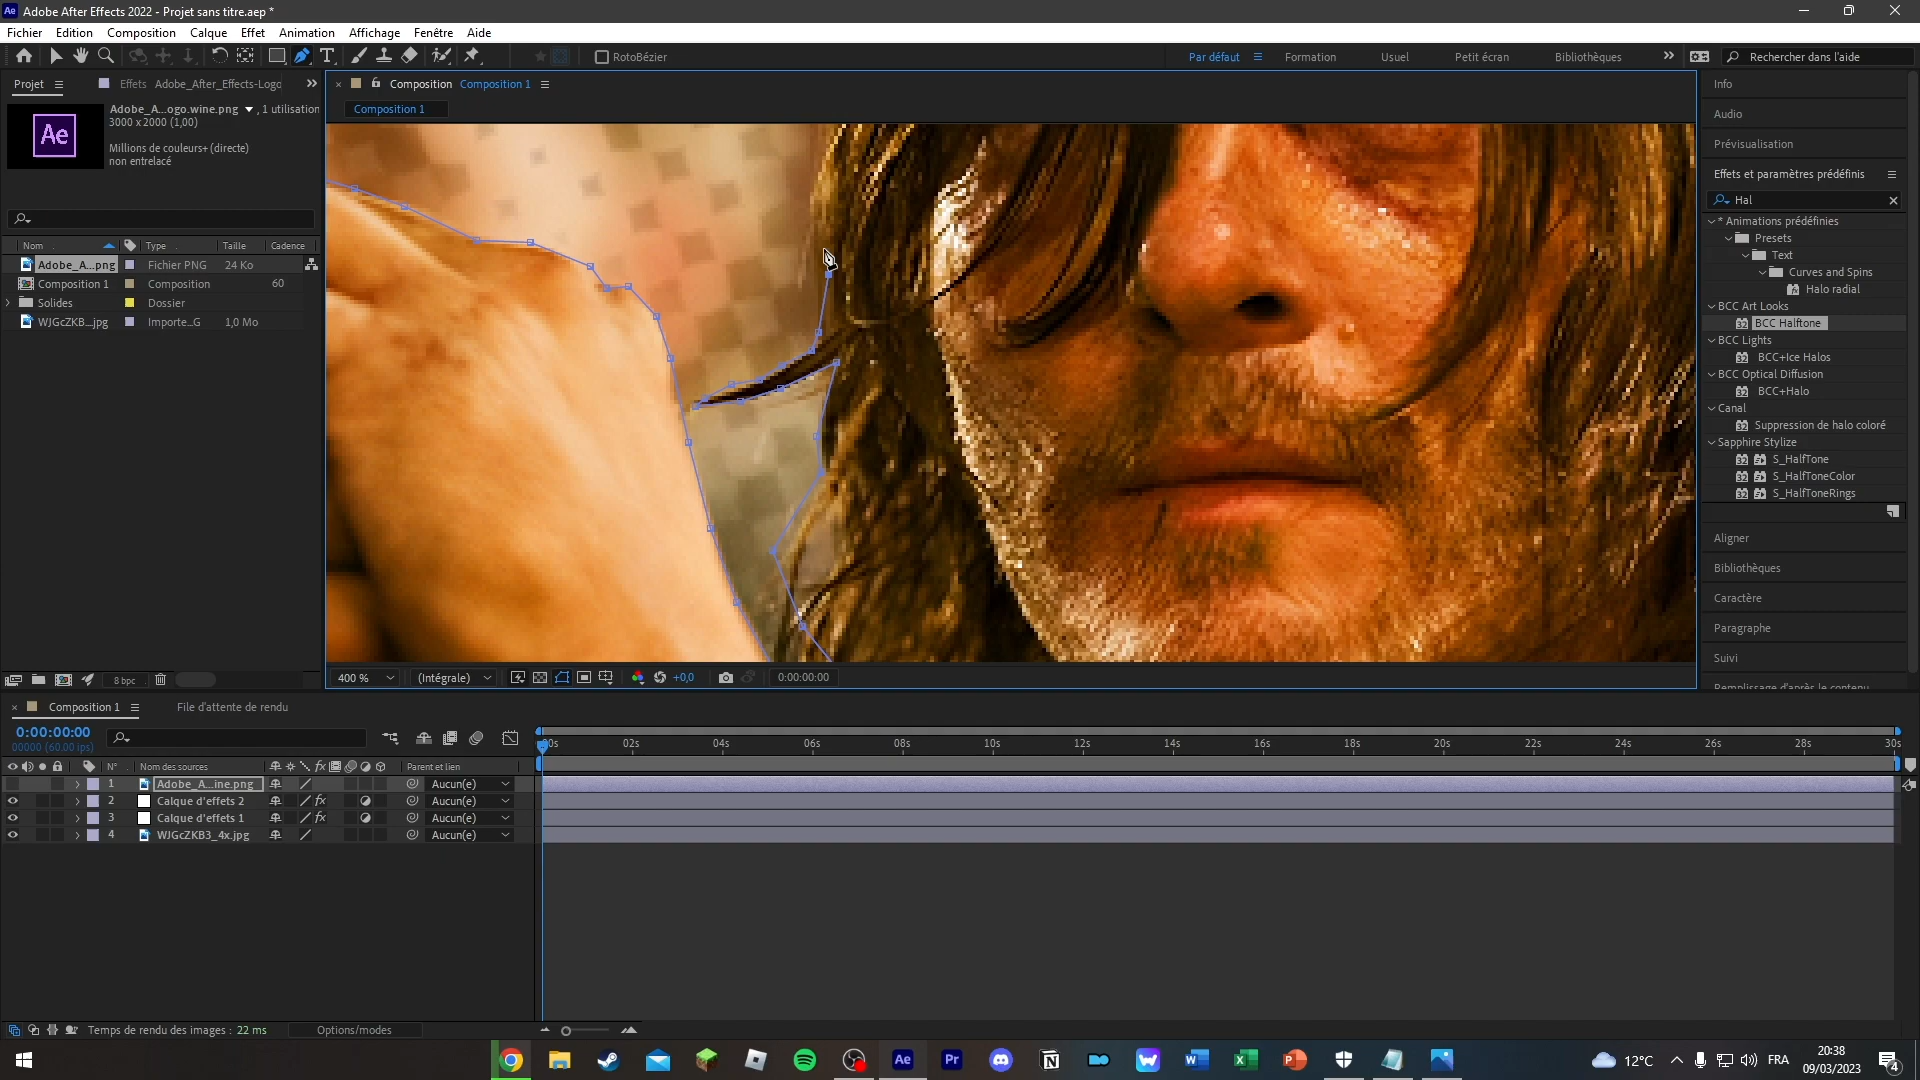 Adobe After Effects 2022 - Projet sans titre.aep *
Fichier Edition Composition Calque Effet Animation Affichage Fenêtre Aide
RotoBézier
Par défaut Formation Usuel Petit écran Bibliothèques
Rechercher dans l'aide
Projet
Effets Adobe_After_Effects-Logo
Composition Composition 1
Composition 1
Adobe_A...ogo.wine.png , 1 utilisation
3000 x 2000 (1,00)
Millions de couleurs+ (directe)
non entrelacé
Nom Type Taille Cadence
Adobe_A...png Fichier PNG 24 Ko
Composition 1 Composition 60
Solides Dossier
WJGcZKB...jpg Importe...G 1,0 Mo
8 bpc
400 % (Intégrale) +0,0 0:00:00:00
Info
Audio
Prévisualisation
Effets et paramètres prédéfinis
Hal
* Animations prédéfinies
Presets
Text
Curves and Spins
Halo radial
BCC Art Looks
BCC Halftone
BCC Lights
BCC+Ice Halos
BCC Optical Diffusion
BCC+Halo
Canal
Suppression de halo coloré
Sapphire Stylize
S_HalfTone
S_HalfToneColor
S_HalfToneRings
Aligner
Bibliothèques
Caractère
Paragraphe
Suivi
Remplissage d'après le contenu
Composition 1 File d'attente de rendu
0:00:00:00
00000 (60.00 ips)
N° Nom des sources Parent et lien
1 Adobe_A...ine.png Aucun(e)
2 Calque d'effets 2 fx Aucun(e)
3 Calque d'effets 1 fx Aucun(e)
4 WJGcZKB3_4x.jpg Aucun(e)
00s 02s 04s 06s 08s 10s 12s 14s 16s 18s 20s 22s 24s 26s 28s 30s
Temps de rendu des images : 22 ms
Options/modes
12°C
FRA
20:38
09/03/2023
4